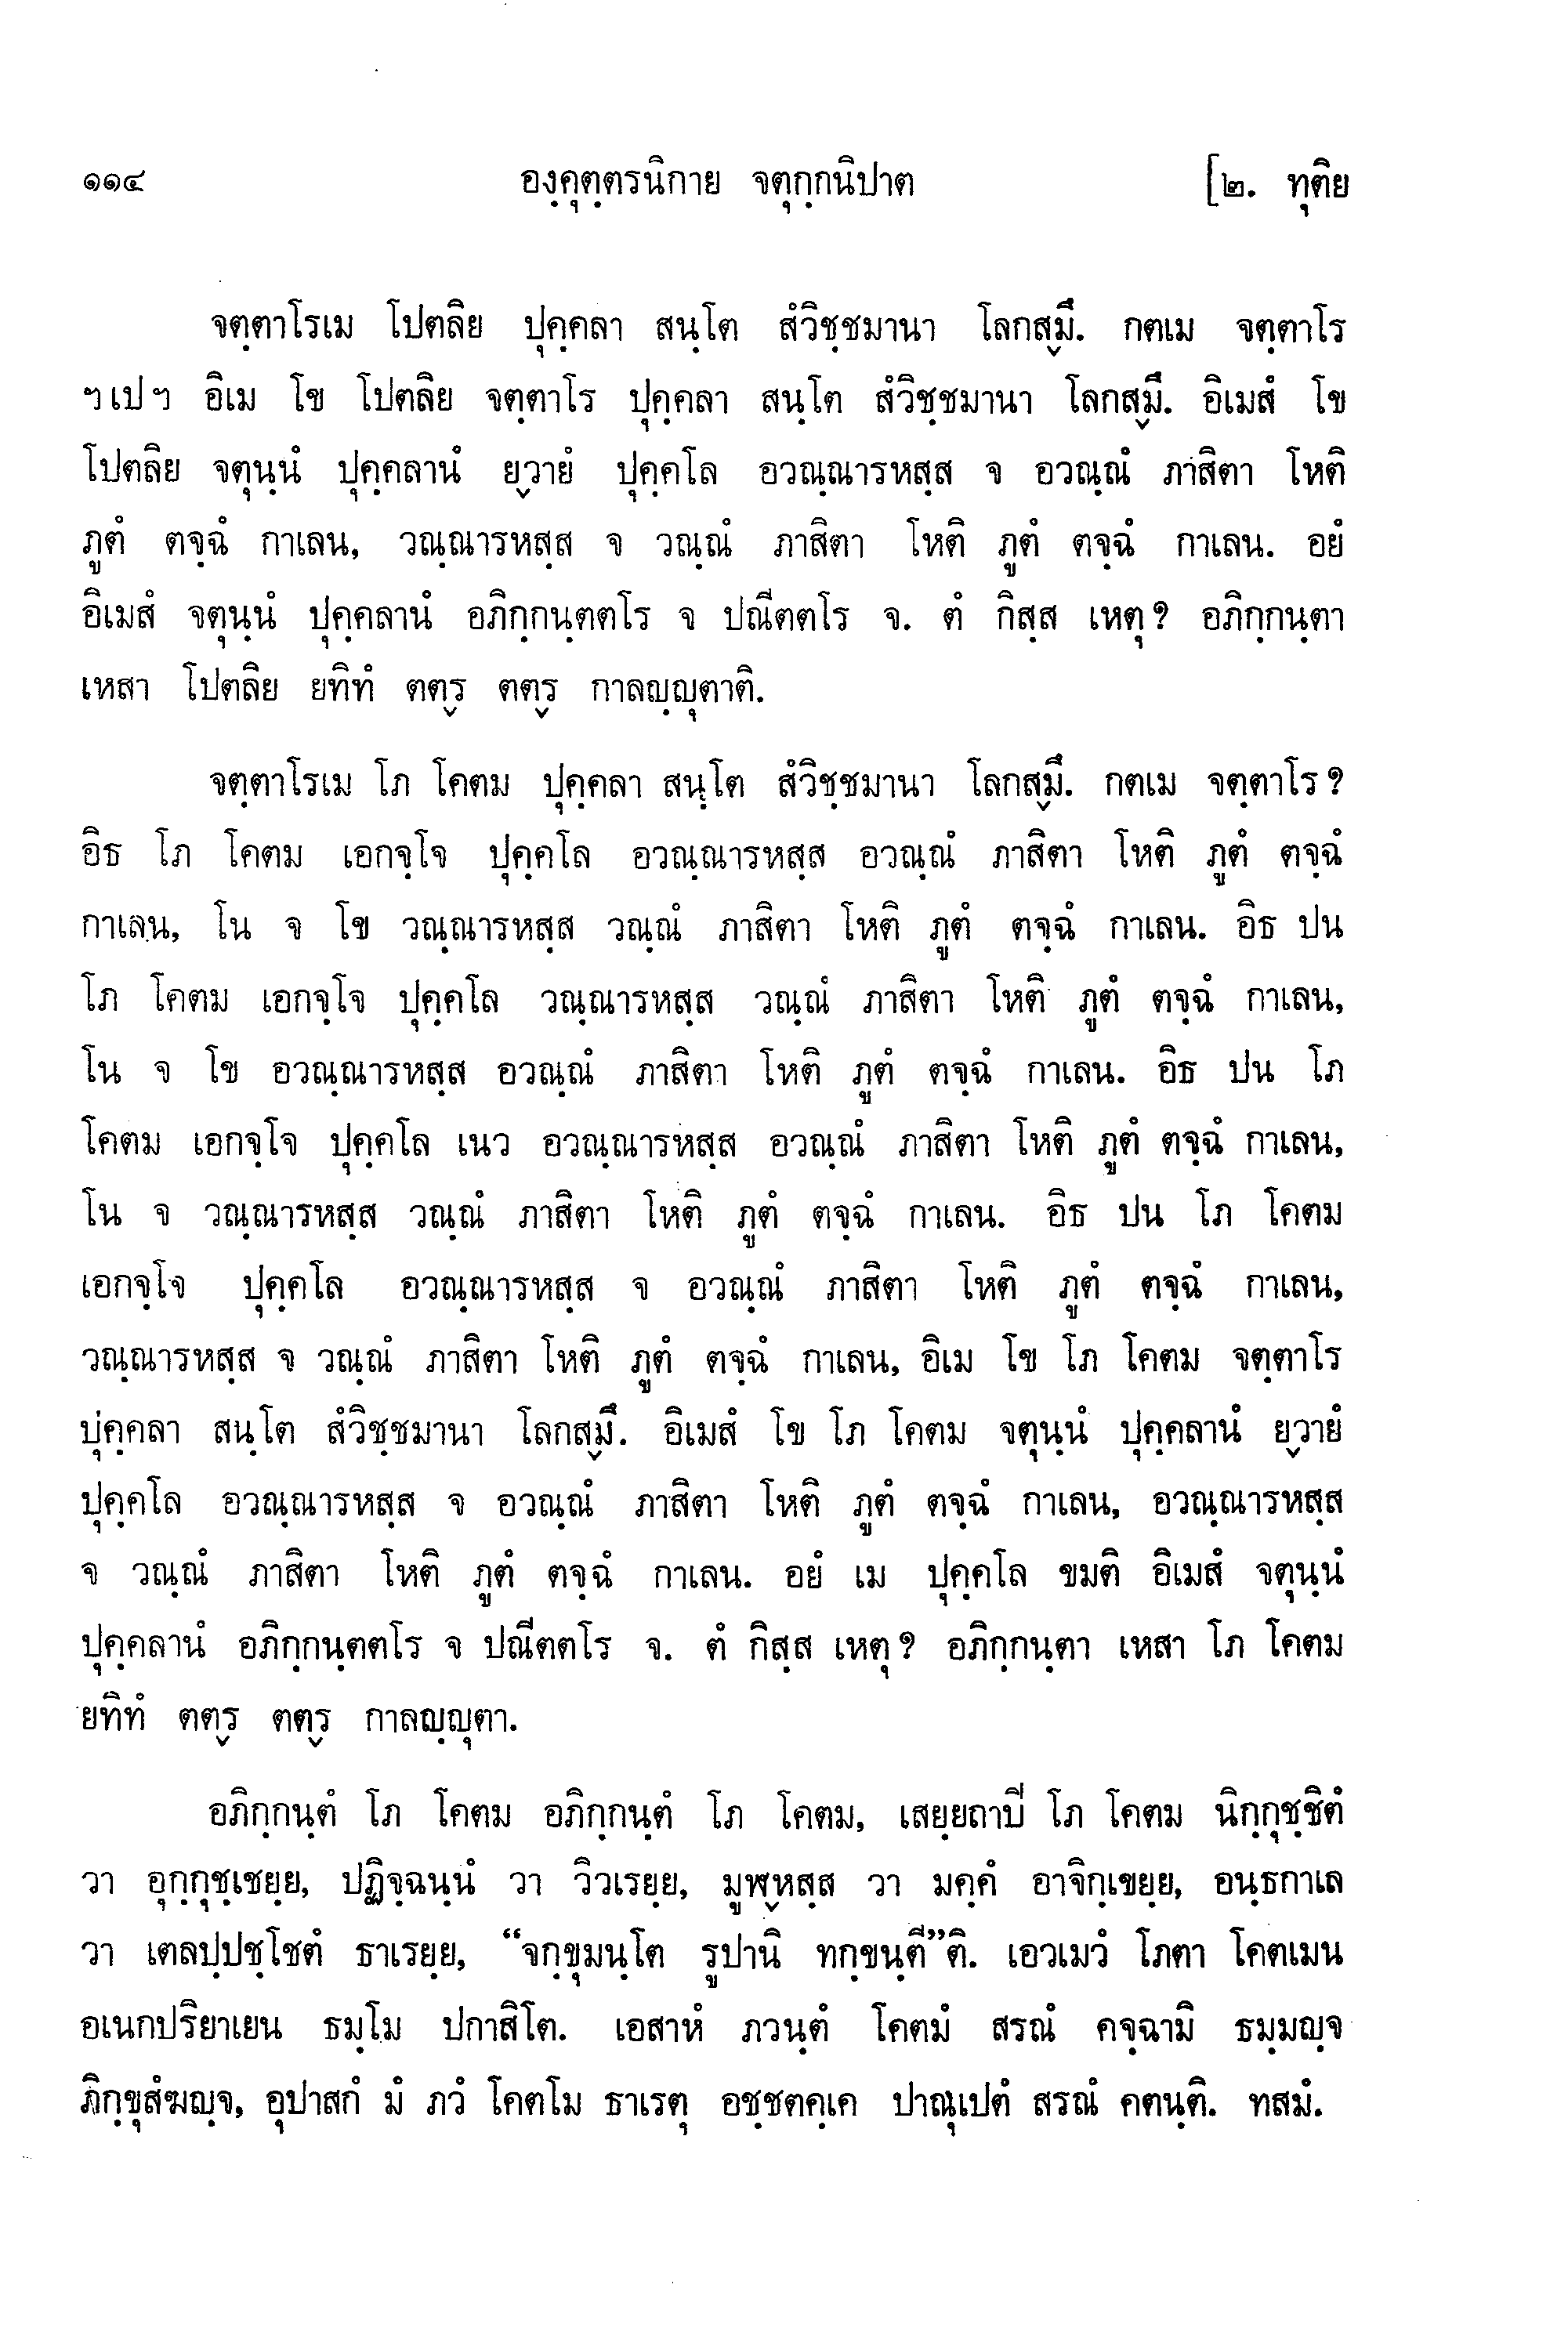 ๑๑๔ องฺคุตฺตรนิกาย จตุกฺกนิปาต [๒. ทุติย
จตฺตาโรเม โปตลิย ปุคฺคลา สนฺโต สํวิชฺชมานา โลกสฺมึ. กตเม จตฺตาโร
ฯเปฯ อิเม โข โปตลิย จตฺตาโร ปุคฺคลา สนฺโต สํวิชฺชมานา โลกสฺมึ. อิเมสํ โข
โปตลิย จตุนฺนํ ปุคฺคลานํ ยฺวายํ ปุคฺคโล อวณฺณารหสฺส จ อวณฺณํ ภาสิตา โหติ
ภูตํ ตจฺฉํ กาเลน, วณฺณารหสฺส จ วณฺณํ ภาสิตา โหติ ภูตํ ตจฺฉํ กาเลน. อยํ
อิเมสํ จตุนฺนํ ปุคฺคลานํ อภิกฺกนฺตตโร จ ปณีตตโร จ. ตํ กิสฺส เหตุ? อภิกฺกนฺตา
เหสา โปตลิย ยทิทํ ตตฺร ตตฺร กาลญฺญุตาติ.
จตฺตาโรเม โภ โคตม ปุคฺคลา สนฺโต สํวิชฺชมานา โลกสฺมึ. กตเม จตฺตาโร?
อิธ โภ โคตม เอกจฺโจ ปุคฺคโล อวณฺณารหสฺส อวณฺณํ ภาสิตา โหติ ภูตํ ตจฺฉํ
กาเลน, โน จ โข วณฺณารหสฺส วณฺณํ ภาสิตา โหติ ภูตํ ตจฺฉํ กาเลน. อิธ ปน
โภ โคตม เอกจฺโจ ปุคฺคโล วณฺณารหสฺส วณฺณํ ภาสิตา โหติ ภูตํ ตจฺฉํ กาเลน,
โน จ โข อวณฺณารหสฺส อวณฺณํ ภาสิตา โหติ ภูตํ ตจฺฉํ กาเลน. อิธ ปน โภ
โคตม เอกจฺโจ ปุคฺคโล เนว อวณฺณารหสฺส อวณฺณํ ภาสิตา โหติ ภูตํ ตจฺฉํ กาเลน,
โน จ วณฺณารหสฺส วณฺณํ ภาสิตา โหติ ภูตํ ตจฺฉํ กาเลน. อิธ ปน โภ โคตม
เอกจฺโจ ปุคฺคโล อวณฺณารหสฺส จ อวณฺณํ ภาสิตา โหติ ภูตํ ตจฺฉํ กาเลน,
วณฺณารหสฺส จ วณฺณํ ภาสิตา โหติ ภูตํ ตจฺฉํ กาเลน, อิเม โข โภ โคตม จตฺตาโร
ปุคฺคลา สนฺโต สํวิชฺชมานา โลกสฺมึ. อิเมสํ โข โภ โคตม จตุนฺนํ ปุคฺคลานํ ยฺวายํ
ปุคฺคโล อวณฺณารหสฺส จ อวณฺณํ ภาสิตา โหติ ภูตํ ตจฺฉํ กาเลน, อวณฺณารหสฺส
จ วณฺณํ ภาสิตา โหติ ภูตํ ตจฺฉํ กาเลน. อยํ เม ปุคฺคโล ขมติ อิเมสํ จตุนฺนํ
ปุคฺคลานํ อภิกฺกนฺตตโร จ ปณีตตโร จ. ตํ กิสฺส เหตุ? อภิกฺกนฺตา เหสา โภ โคตม
ยทิทํ ตตฺร ตตฺร กาลญฺญุตา.
อภิกฺกนฺตํ โภ โคตม อภิกฺกนฺตํ โภ โคตม, เสยฺยถาปิ โภ โคตม นิกฺกุชฺชิตํ
วา อุกฺกุชฺเชยฺย, ปฏิจฺฉนฺนํ วา วิวเรยฺย, มูฬฺหสฺส วา มคฺคํ อาจิกฺเขยฺย, อนฺธกาเล
วา เตลปฺปชฺโชตํ ธาเรยฺย, “จกฺขุมนฺโต รูปานิ ทกฺขนฺตี”ติ. เอวเมวํ โภตา โคตเมน
อเนกปริยาเยน ธมฺโม ปกาสิโต. เอสาหํ ภวนฺตํ โคตมํ สรณํ คจฺฉามิ ธมฺมญฺจ
ภิกฺขุสํฆญฺจ, อุปาสกํ มํ ภวํ โคตโม ธาเรตุ อชฺชตคฺเค ปาณุเปตํ สรณํ คตนฺติ. ทสมํ.